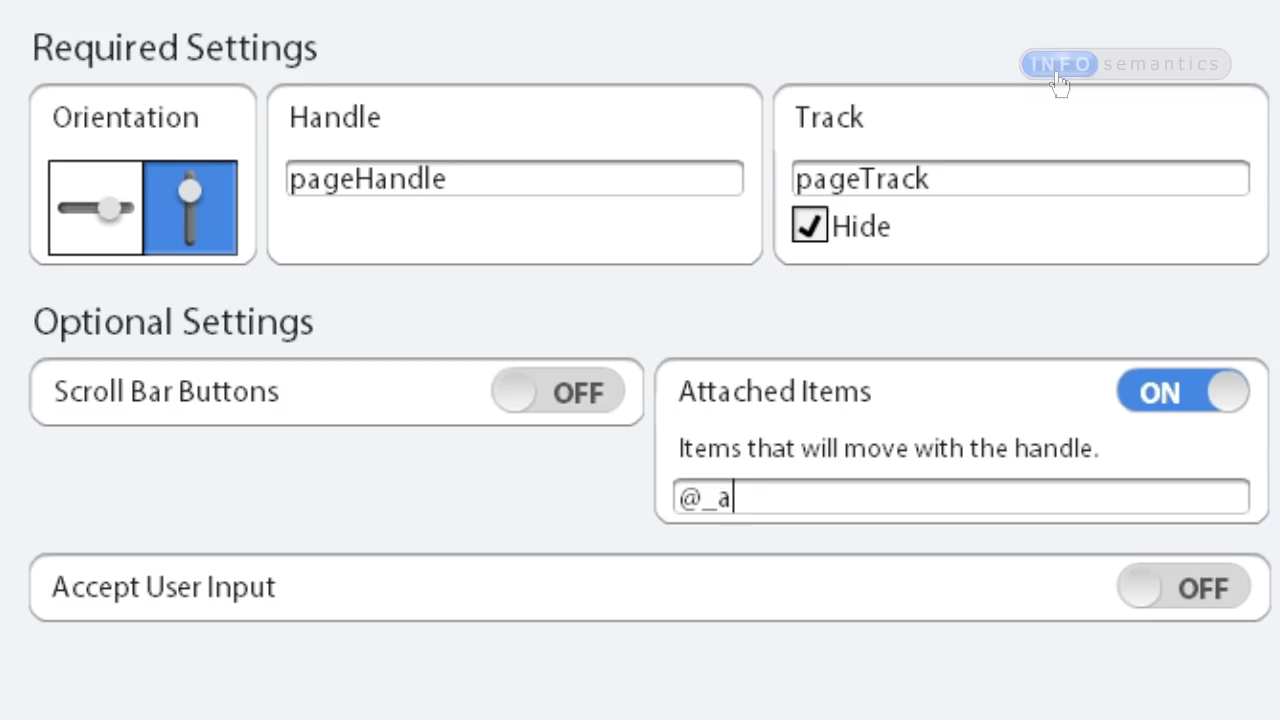 Required Settings
INFO semantics
Orientation
Handle
Track
pageHandle
pageTrack
Hide
Optional Settings
Scroll Bar Buttons
OFF
Attached Items
ON
Items that will move with the handle.
@_a
Accept User Input
OFF